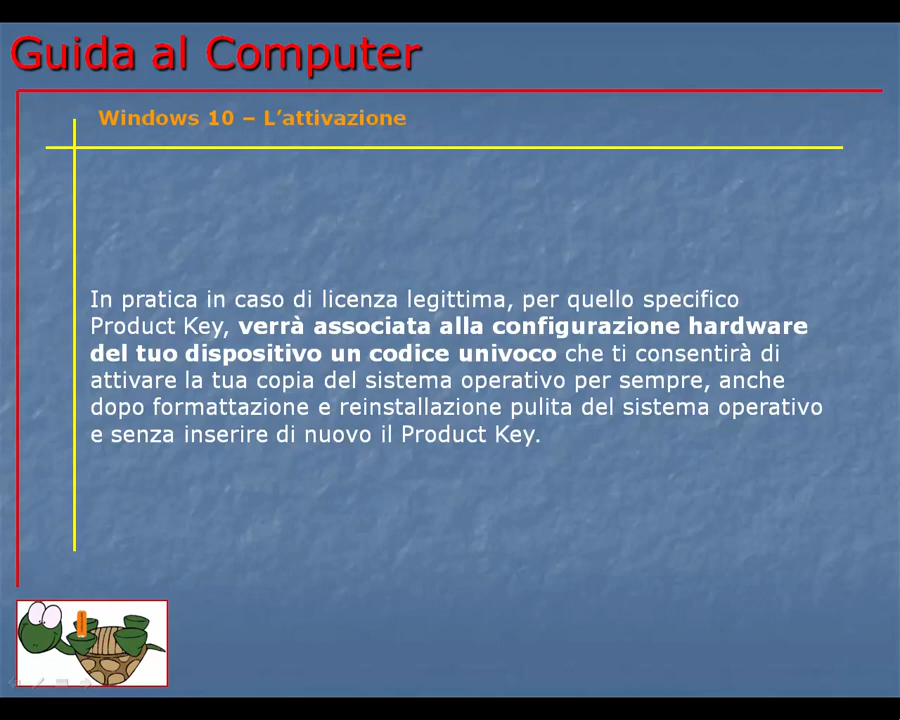 Guida al Computer
Windows 10 – L’attivazione
In pratica in caso di licenza legittima, per quello specifico
Product Key, verrà associata alla configurazione hardware
del tuo dispositivo un codice univoco che ti consentirà di
attivare la tua copia del sistema operativo per sempre, anche
dopo formattazione e reinstallazione pulita del sistema operativo
e senza inserire di nuovo il Product Key.